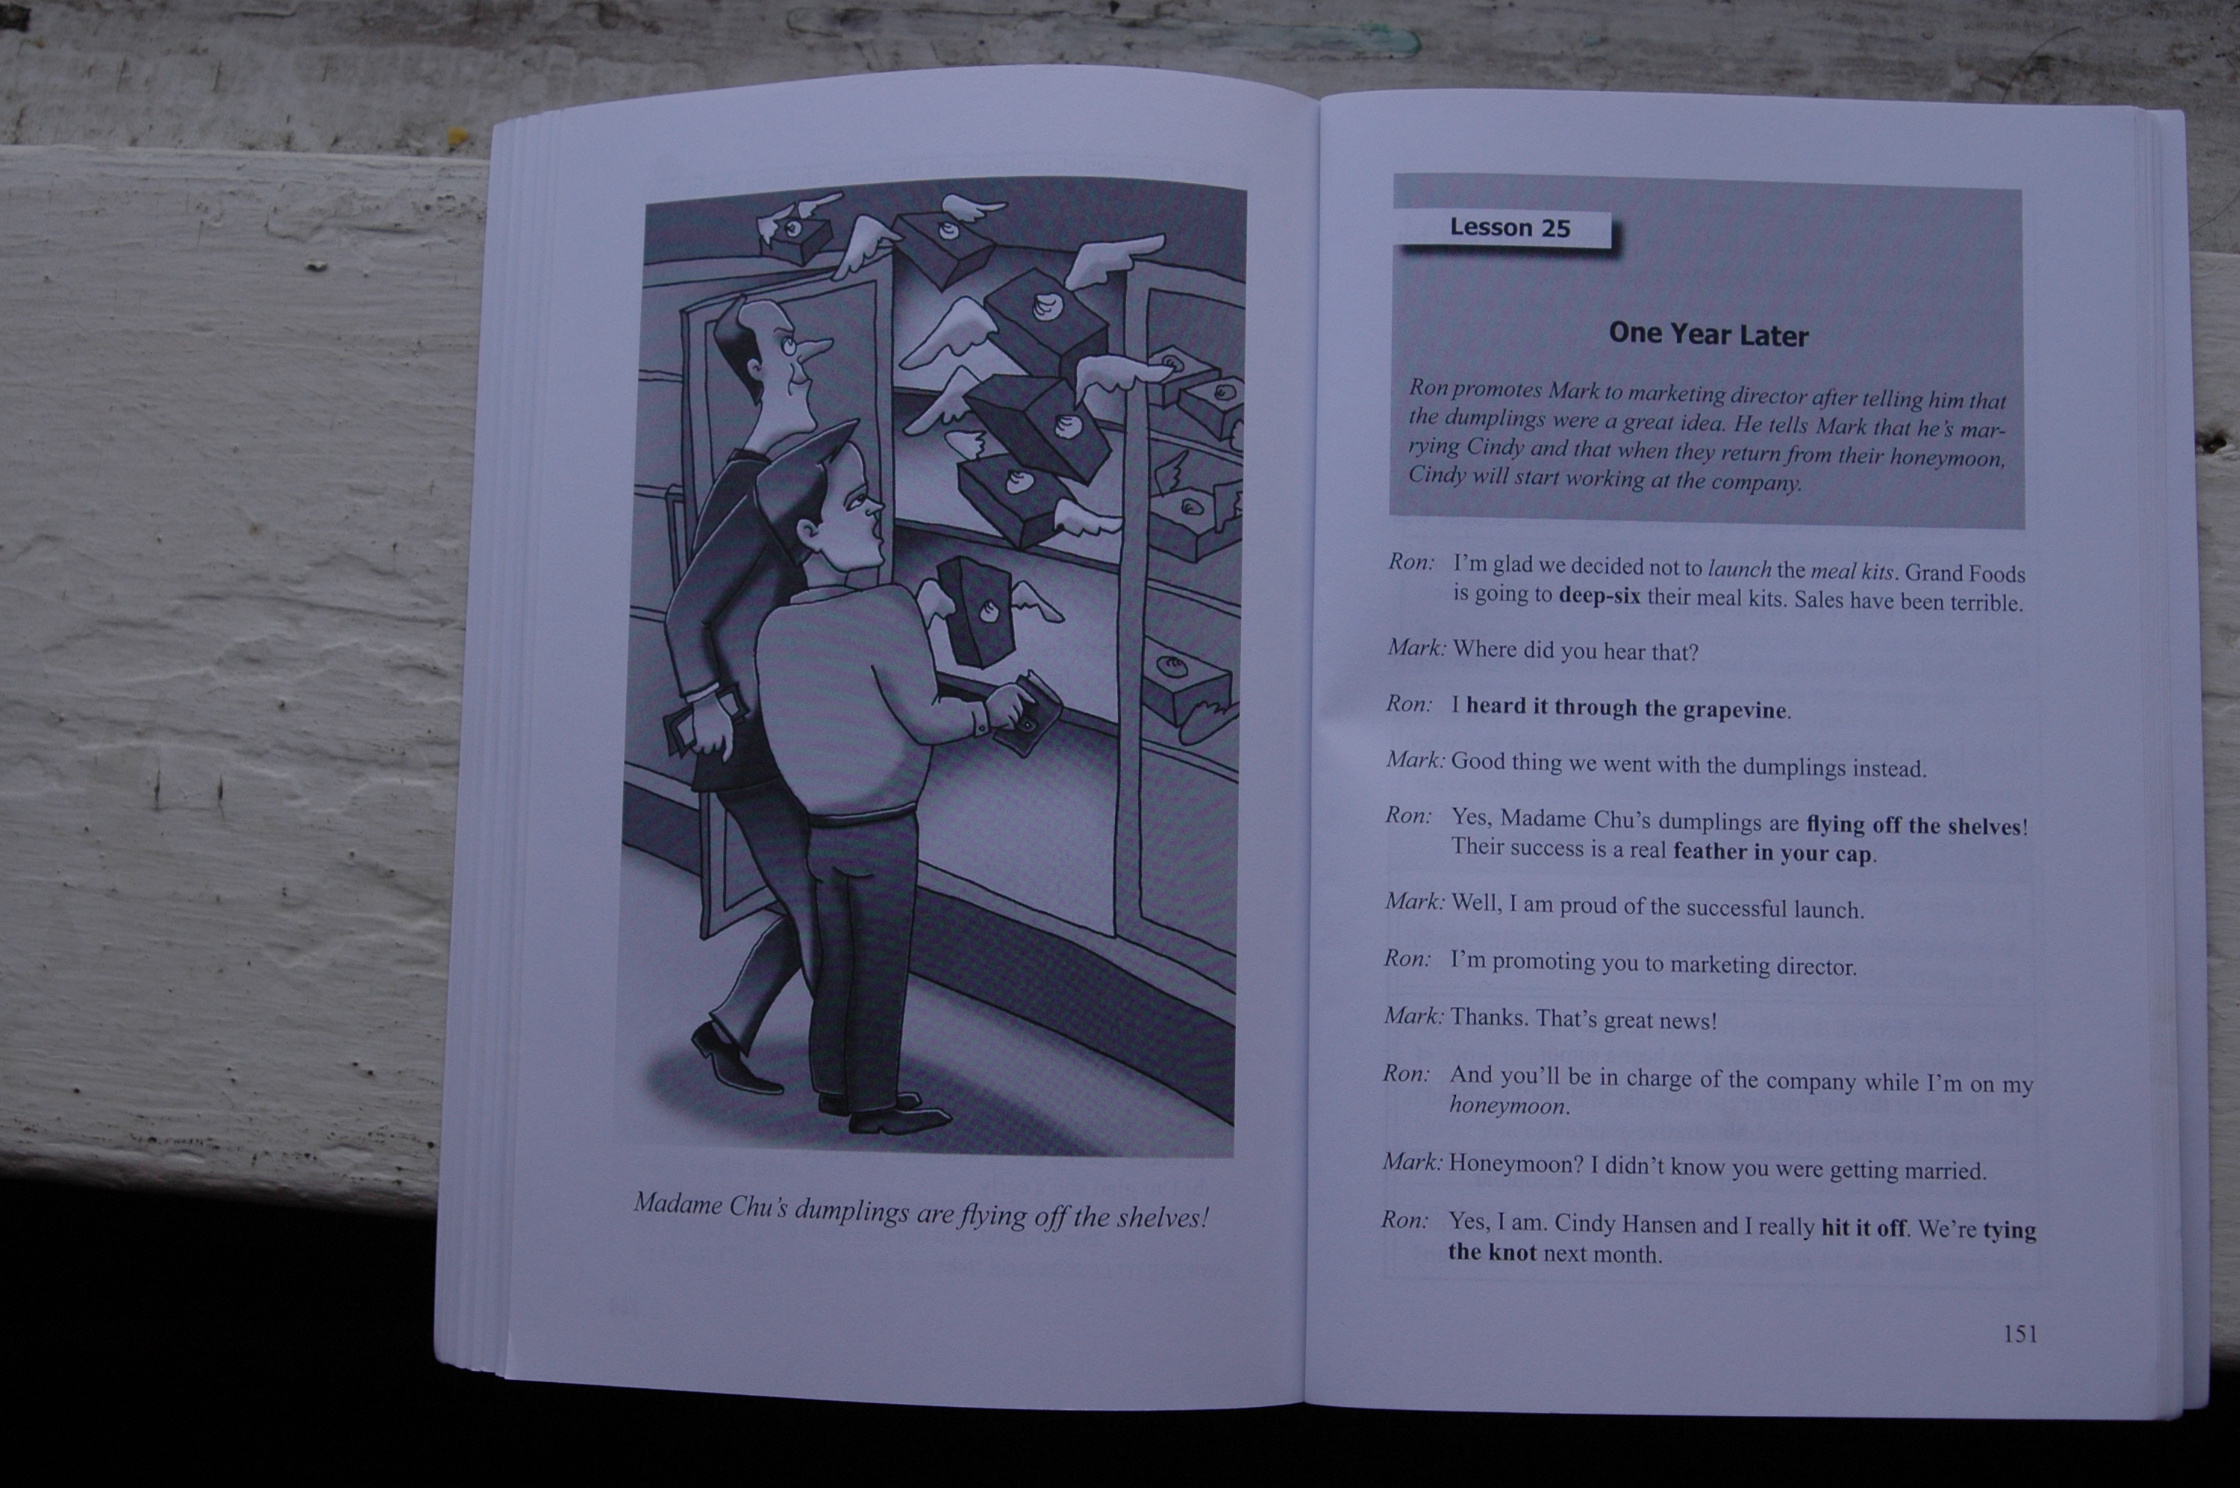 Madame Chu's dumplings are flying off the shelves!
Lesson 25
One Year Later
Ron promotes Mark to marketing director after telling him that
the dumplings were a great idea. He tells Mark that he's mar-
rying Cindy and that when they return from their honeymoon,
Cindy will start working at the company.
Ron: I'm glad we decided not to launch the meal kits. Grand Foods
is going to deep-six their meal kits. Sales have been terrible.
Mark: Where did you hear that?
Ron: I heard it through the grapevine.
Mark: Good thing we went with the dumplings instead.
Ron: Yes, Madame Chu's dumplings are flying off the shelves!
Their success is a real feather in your cap.
Mark: Well, I am proud of the successful launch.
Ron: I'm promoting you to marketing director.
Mark: Thanks. That's great news!
Ron: And you'll be in charge of the company while I'm on my
honeymoon.
Mark: Honeymoon? I didn't know you were getting married.
Ron: Yes, I am. Cindy Hansen and I really hit it off. We're tying
the knot next month.
151